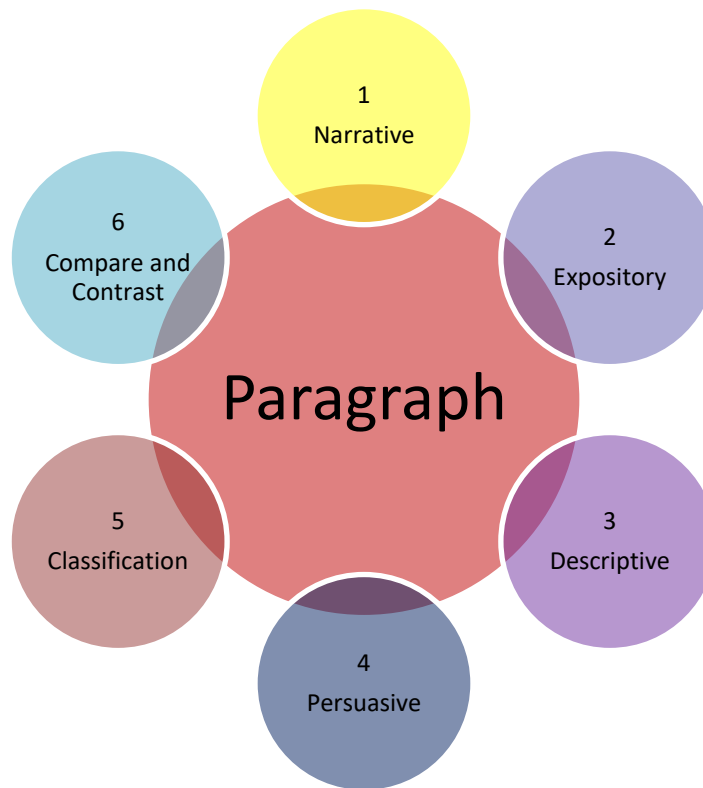 1
Narrative
2
Expository
3
Descriptive
4
Persuasive
5
Classification
6
Compare and
Contrast
Paragraph